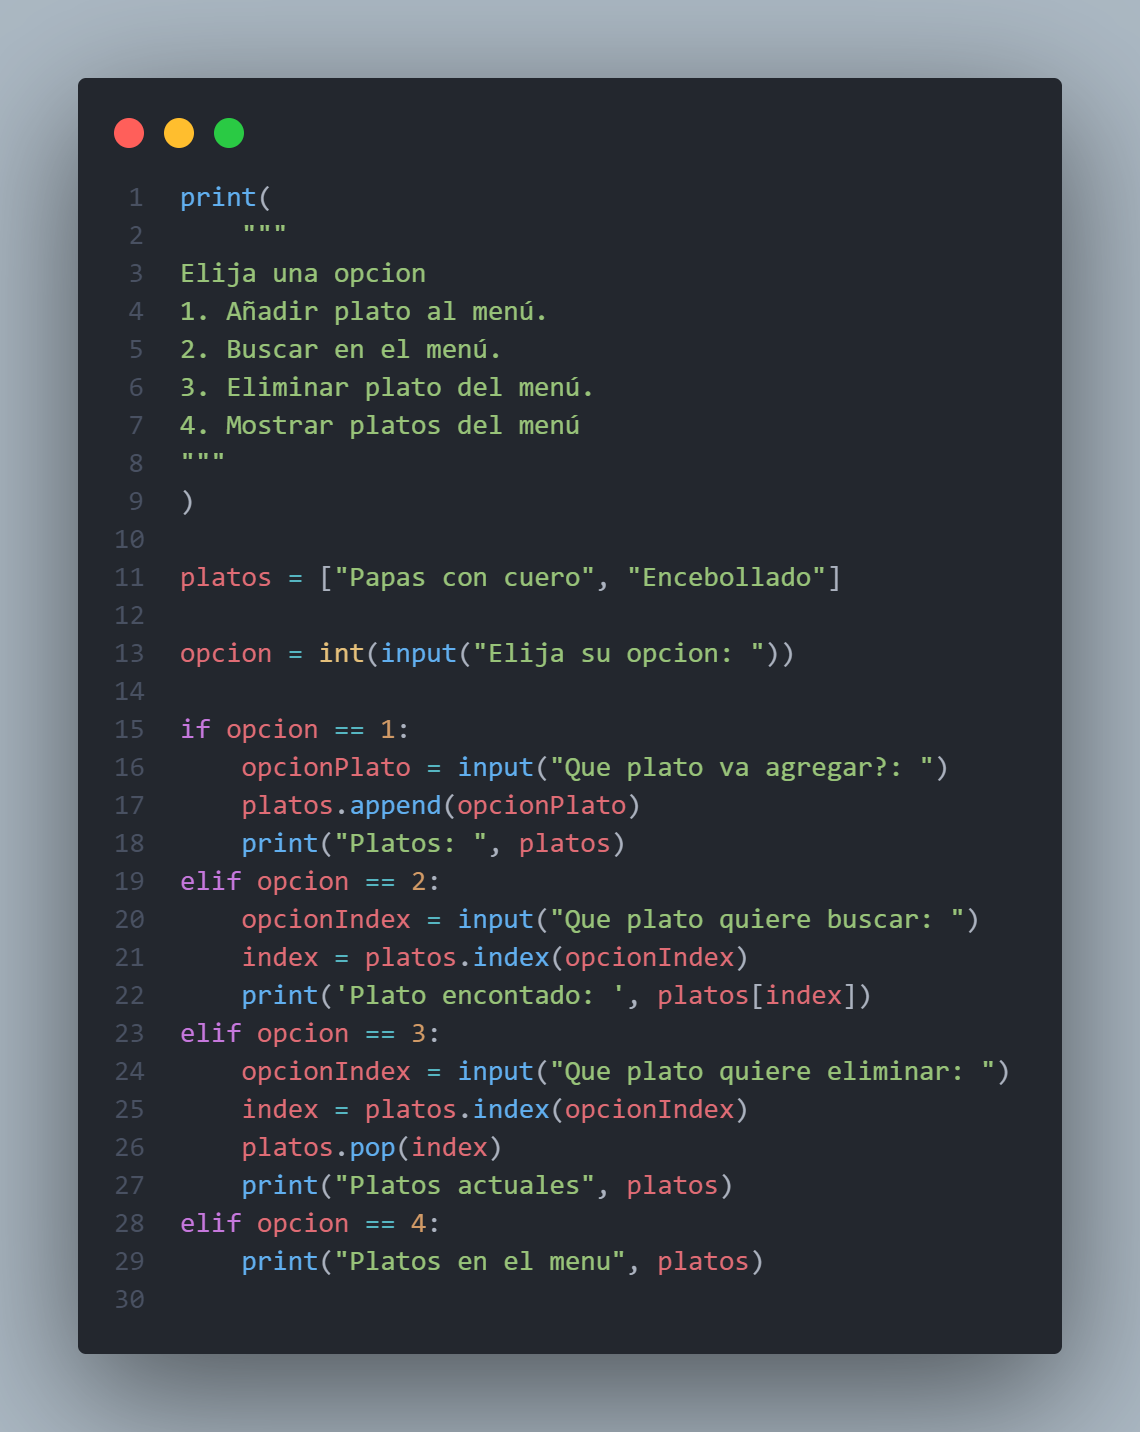 1 print(
2     """
3 Elija una opcion
4 1. Añadir plato al menú.
5 2. Buscar en el menú.
6 3. Eliminar plato del menú.
7 4. Mostrar platos del menú
8 """
9 )
10
11 platos = ["Papas con cuero", "Encebollado"]
12
13 opcion = int(input("Elija su opcion: "))
14
15 if opcion == 1:
16     opcionPlato = input("Que plato va agregar?: ")
17     platos.append(opcionPlato)
18     print("Platos: ", platos)
19 elif opcion == 2:
20     opcionIndex = input("Que plato quiere buscar: ")
21     index = platos.index(opcionIndex)
22     print('Plato encontado: ', platos[index])
23 elif opcion == 3:
24     opcionIndex = input("Que plato quiere eliminar: ")
25     index = platos.index(opcionIndex)
26     platos.pop(index)
27     print("Platos actuales", platos)
28 elif opcion == 4:
29     print("Platos en el menu", platos)
30